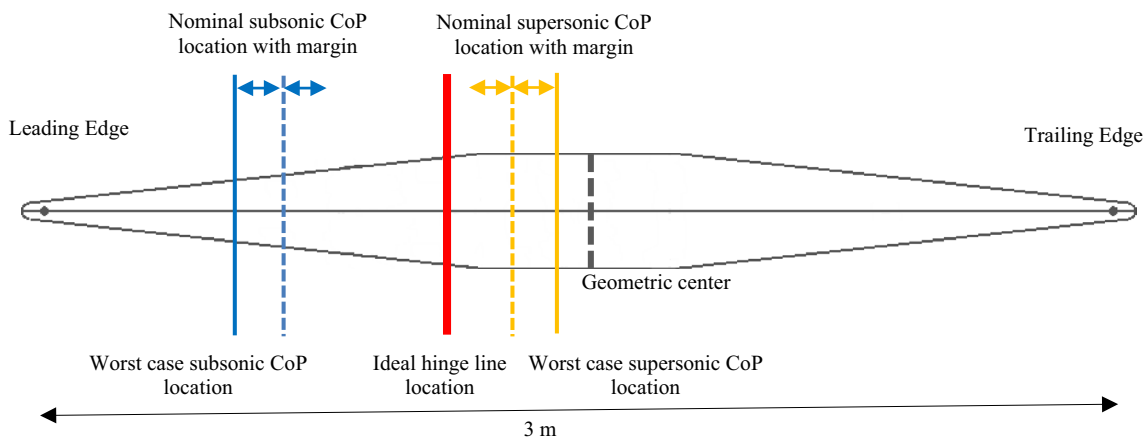 Nominal subsonic CoP
location with margin
Nominal supersonic CoP
location with margin
Leading Edge
Trailing Edge
Geometric center
Worst case subsonic CoP
location
Ideal hinge line
location
Worst case supersonic CoP
location
3 m